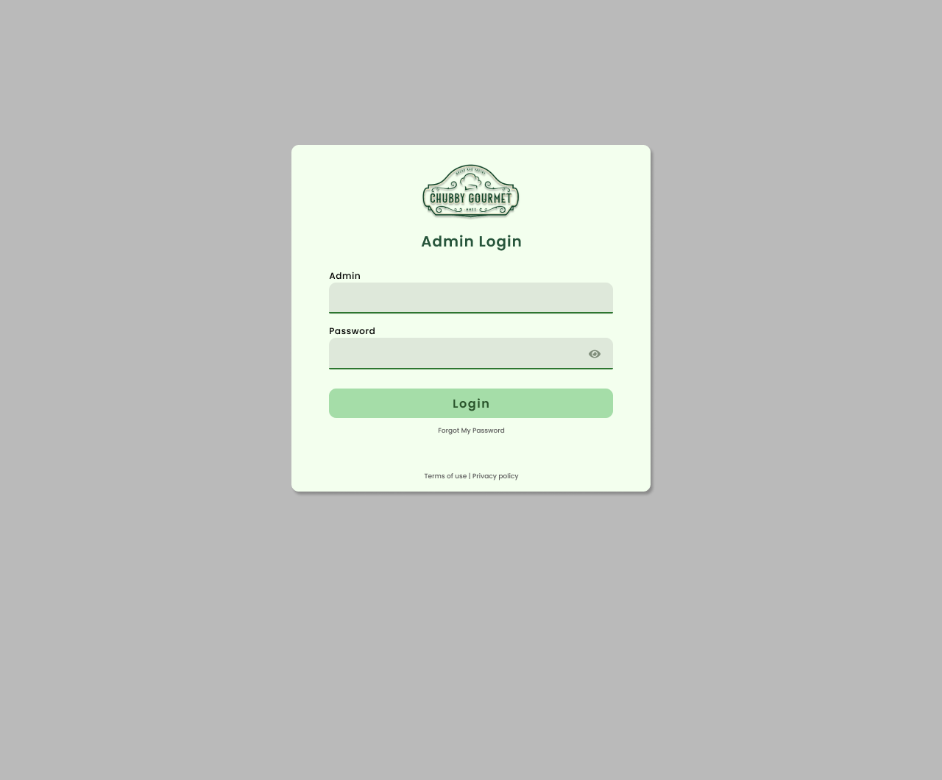 CHUBBY GOURMET
Admin Login
Admin
Password
Login
Forgot My Password
Terms of use | Privacy policy